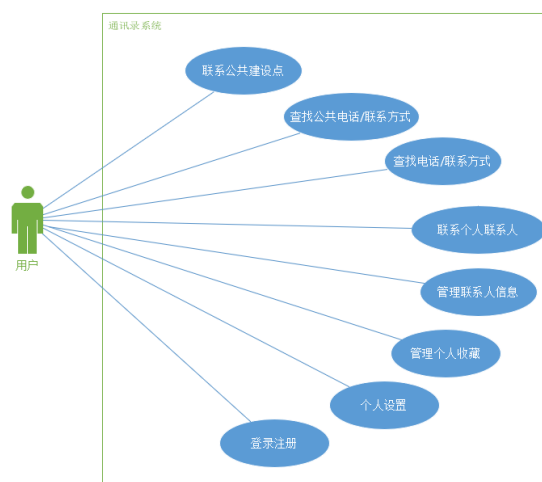 通讯录系统
联系公共建设点
查找公共电话/联系方式
查找电话/联系方式
联系个人联系人
用户
管理联系人信息
管理个人收藏
个人设置
登录注册